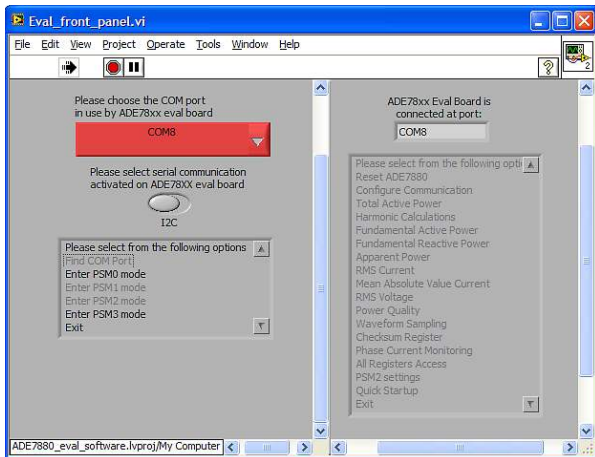 Eval_front_panel.vi
File Edit View Project Operate Tools Window Help
?
2
Please choose the COM port
in use by ADE78xx eval board
COM8
Please select serial communication
activated on ADE78XX eval board
I2C
Please select from the following options
Find COM Port
Enter PSM0 mode
Enter PSM1 mode
Enter PSM2 mode
Enter PSM3 mode
Exit
ADE78xx Eval Board is
connected at port:
COM8
Please select from the following opti
Reset ADE7880
Configure Communication
Total Active Power
Harmonic Calculations
Fundamental Active Power
Fundamental Reactive Power
Apparent Power
RMS Current
Mean Absolute Value Current
RMS Voltage
Power Quality
Waveform Sampling
Checksum Register
Phase Current Monitoring
All Registers Access
PSM2 settings
Quick Startup
Exit
ADE7880_eval_software.lvproj/My Computer